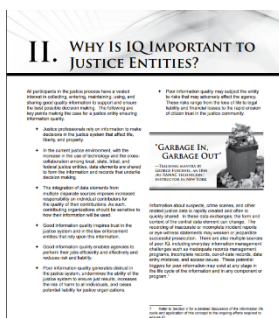 II. WHY IS IQ IMPORTANT TO
JUSTICE ENTITIES?
All participants in the justice process have a vested
interest in collecting, entering, maintaining, using, and
sharing good quality information to support and ensure
the best possible decision making. The following are
key points making the case for a justice entity ensuring
information quality.
Justice professionals rely on information to make
decisions in the justice system that affect life,
liberty, and property.
In the current justice environment, with the
increase in the use of technology and the cross-
collaboration among local, state, tribal, and
federal justice entities, data elements are shared
to form the information and records that underlie
decision making.
The integration of data elements from
multiple disparate sources imposes increased
responsibility on individual contributors for
the quality of their contributions. As such,
contributing organizations should be sensitive to
how their information will be used.
Good information quality inspires trust in the
justice system and in the law enforcement
entities that rely upon this information.
Good information quality enables agencies to
perform their jobs efficiently and effectively and
reduces risk and liability.
Poor information quality generates distrust in
the justice system, undermines the ability of the
justice system to ensure just results, increases
the risk of harm to all individuals, and creates
potential liability for justice organizations.
Poor information quality may subject the entity
to risks that may adversely affect the agency.
These risks range from the loss of life to legal
liability and financial losses to the rapid erosion
of citizen trust in the justice community.
"GARBAGE IN,
GARBAGE OUT"
Information about suspects, crime scenes, and other
related justice data is rapidly created and often is
quickly shared. In these data exchanges, the form and
content of the central data element can change. The
recording of inaccurate or incomplete incident reports
or eye witness statements may weaken or jeopardize
successful prosecution. There are also multiple sources
of poor IQ, including everyday information management
challenges such as inadequate records management
programs, incomplete records, out-of-date records, data
entry mistakes, and access issues. These potential
triggers for poor information may exist at any stage in
the life cycle of the information and in any component or
program.